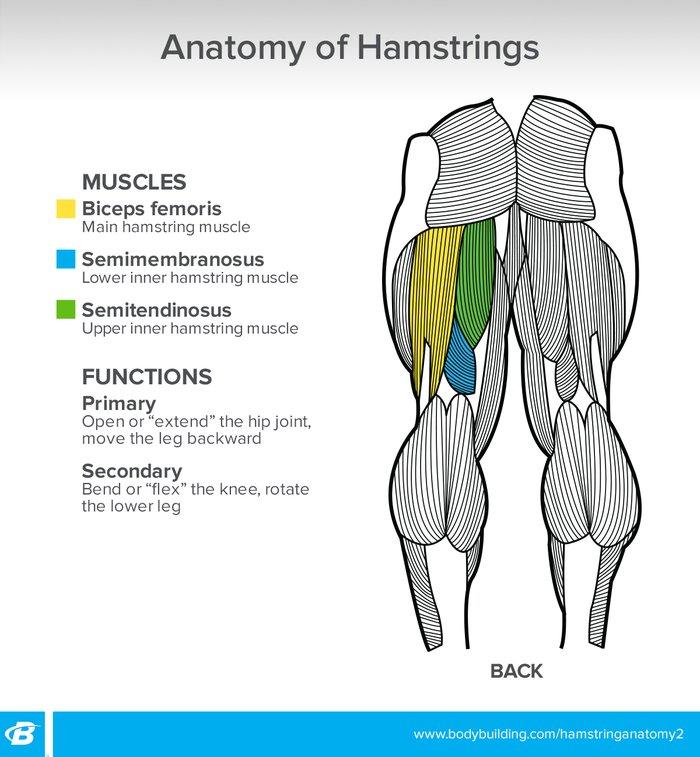 Anatomy of Hamstrings
MUSCLES
Biceps femoris
Main hamstring muscle
Semimembranosus
Lower inner hamstring muscle
Semitendinosus
Upper inner hamstring muscle
FUNCTIONS
Primary
Open or “extend” the hip joint,
move the leg backward
Secondary
Bend or “flex” the knee, rotate
the lower leg
BACK
B
www.bodybuilding.com/hamstringanatomy2